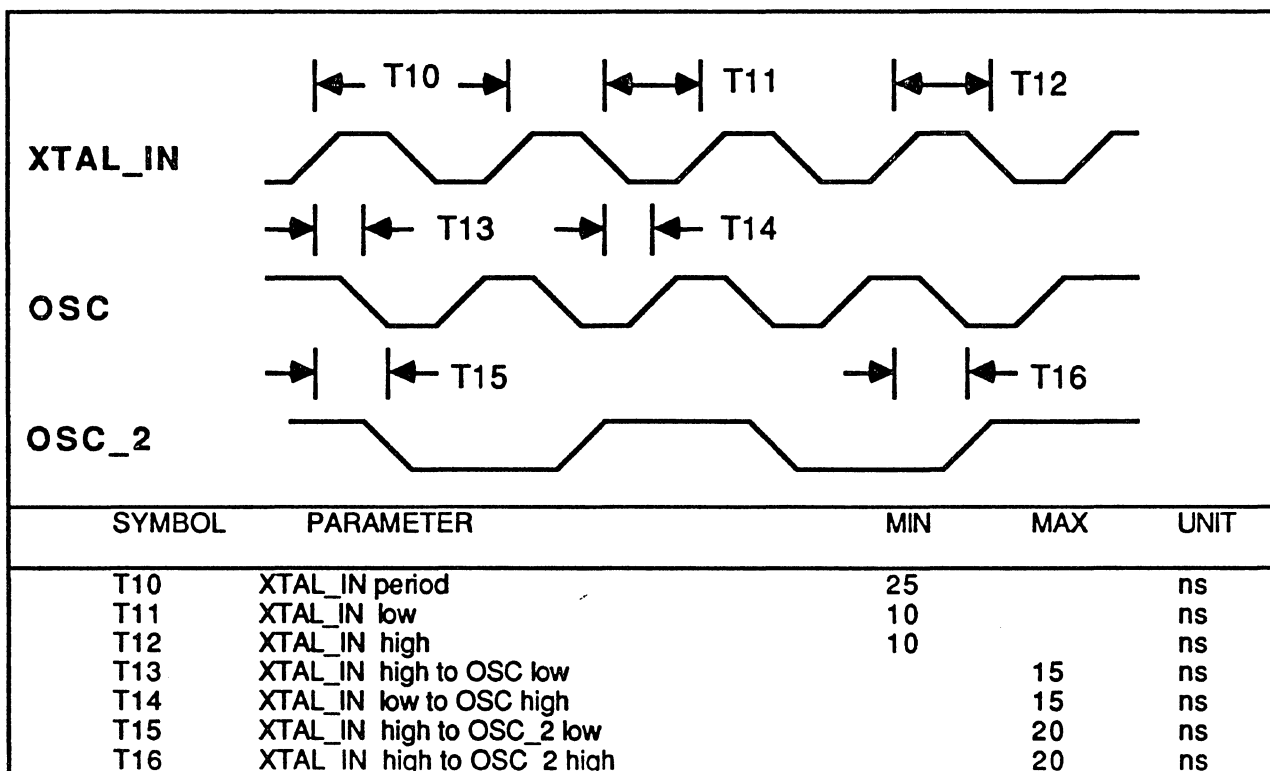 T10 T11 T12
XTAL_IN
T13 T14
OSC
T15 T16
OSC_2
SYMBOL PARAMETER MIN MAX UNIT
T10 XTAL_IN period 25 ns
T11 XTAL_IN low 10 ns
T12 XTAL_IN high 10 ns
T13 XTAL_IN high to OSC low 15 ns
T14 XTAL_IN low to OSC high 15 ns
T15 XTAL_IN high to OSC_2 low 20 ns
T16 XTAL_IN high to OSC_2 high 20 ns